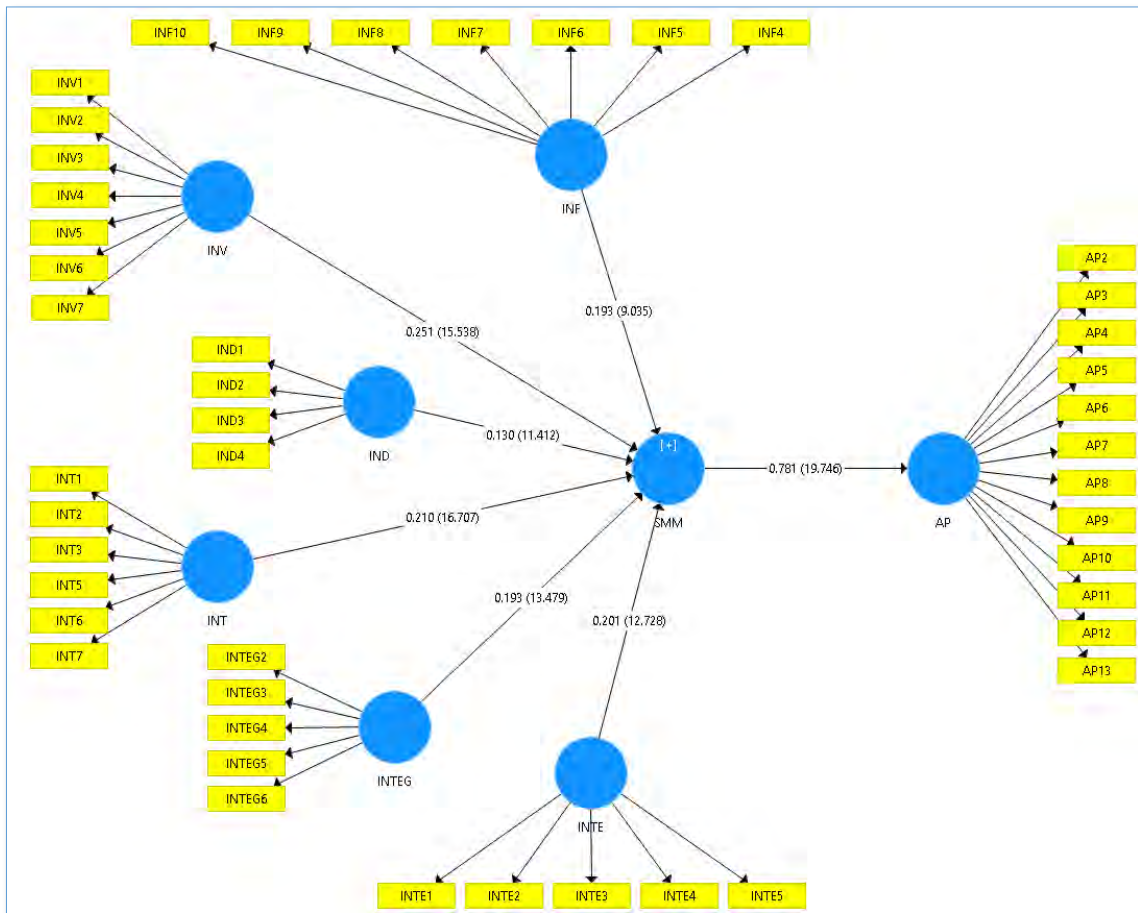 INF10 INF9 INF8 INF7 INF6 INF5 INF4
INV1
INV2
INV3
INV4
INV5
INV6
INV7
INV
INF
AP2
AP3
AP4
AP5
AP6
AP7
AP8
AP9
AP10
AP11
AP12
AP13
0.193 (9.035)
0.251 (15.538)
IND1
IND2
IND3
IND4
IND
0.130 (11.412)
[+]
SMM
0.781 (19.746)
AP
INT1
INT2
INT3
INT5
INT6
INT7
INT
0.210 (16.707)
0.193 (13.479)
0.201 (12.728)
INTEG2
INTEG3
INTEG4
INTEG5
INTEG6
INTEG
INTE
INTE1 INTE2 INTE3 INTE4 INTE5